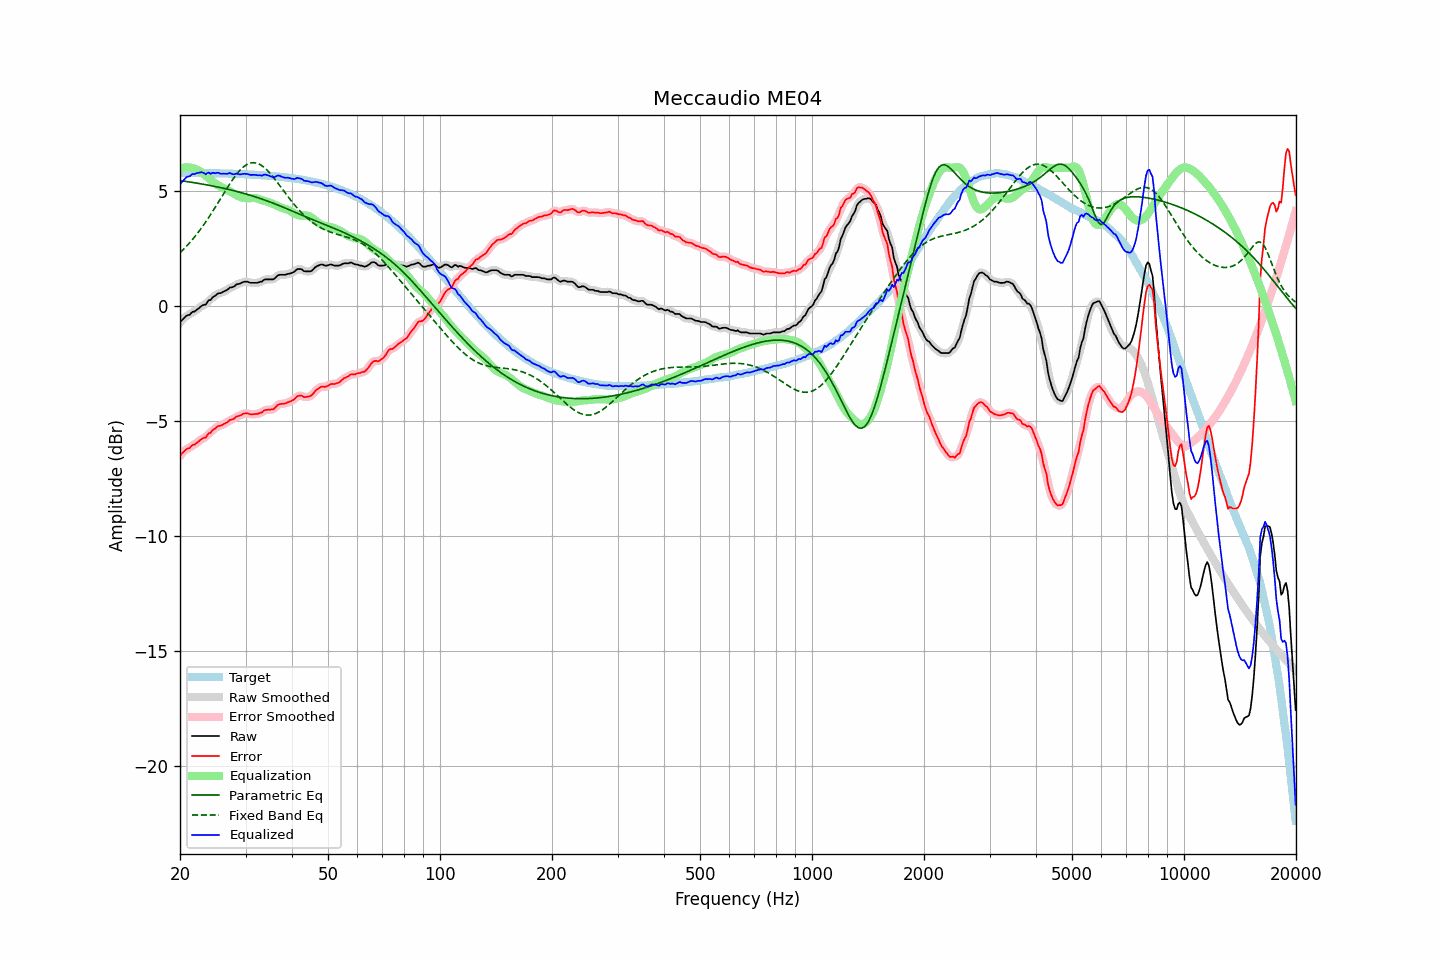 Meccaudio ME04
Amplitude (dBr)
5
0
−5
−10
−15
−20
Target
Raw Smoothed
Error Smoothed
Raw
Error
Equalization
Parametric Eq
Fixed Band Eq
Equalized
20 50 100 200 500 1000 2000 5000 10000 20000
Frequency (Hz)